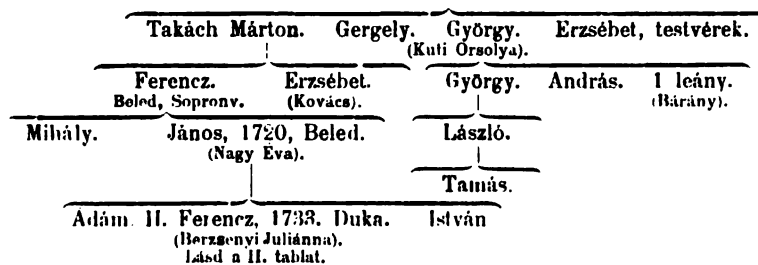 Takách Márton. Gergely. György. Erzsébet, testvérek.
(Kuti Orsolya).
Ferencz. Erzsébet. György. András. 1 leány.
Beled, Sopronv. (Kovács). (Bárány).
Mihály. János, 1720, Beled. László.
(Nagy Éva).
Tamás.
Ádám. II. Ferencz, 1733. Duka. István
(Berzsenyi Juliánna).
Lásd a II. táblát.